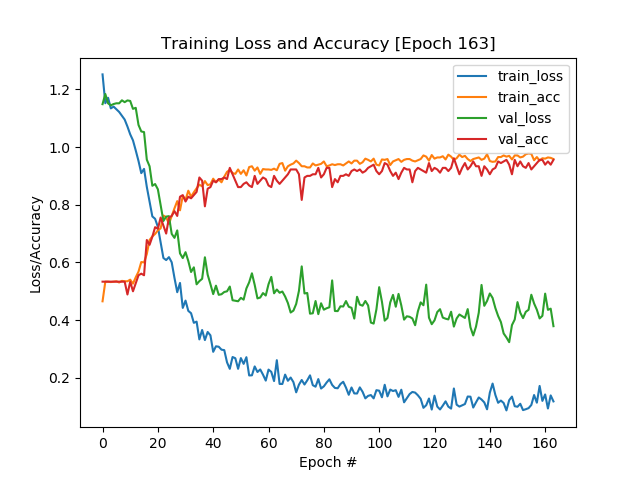 Training Loss and Accuracy [Epoch 163]
train_loss
train_acc
val_loss
val_acc
Loss/Accuracy
1.2
1.0
0.8
0.6
0.4
0.2
0 20 40 60 80 100 120 140 160
Epoch #